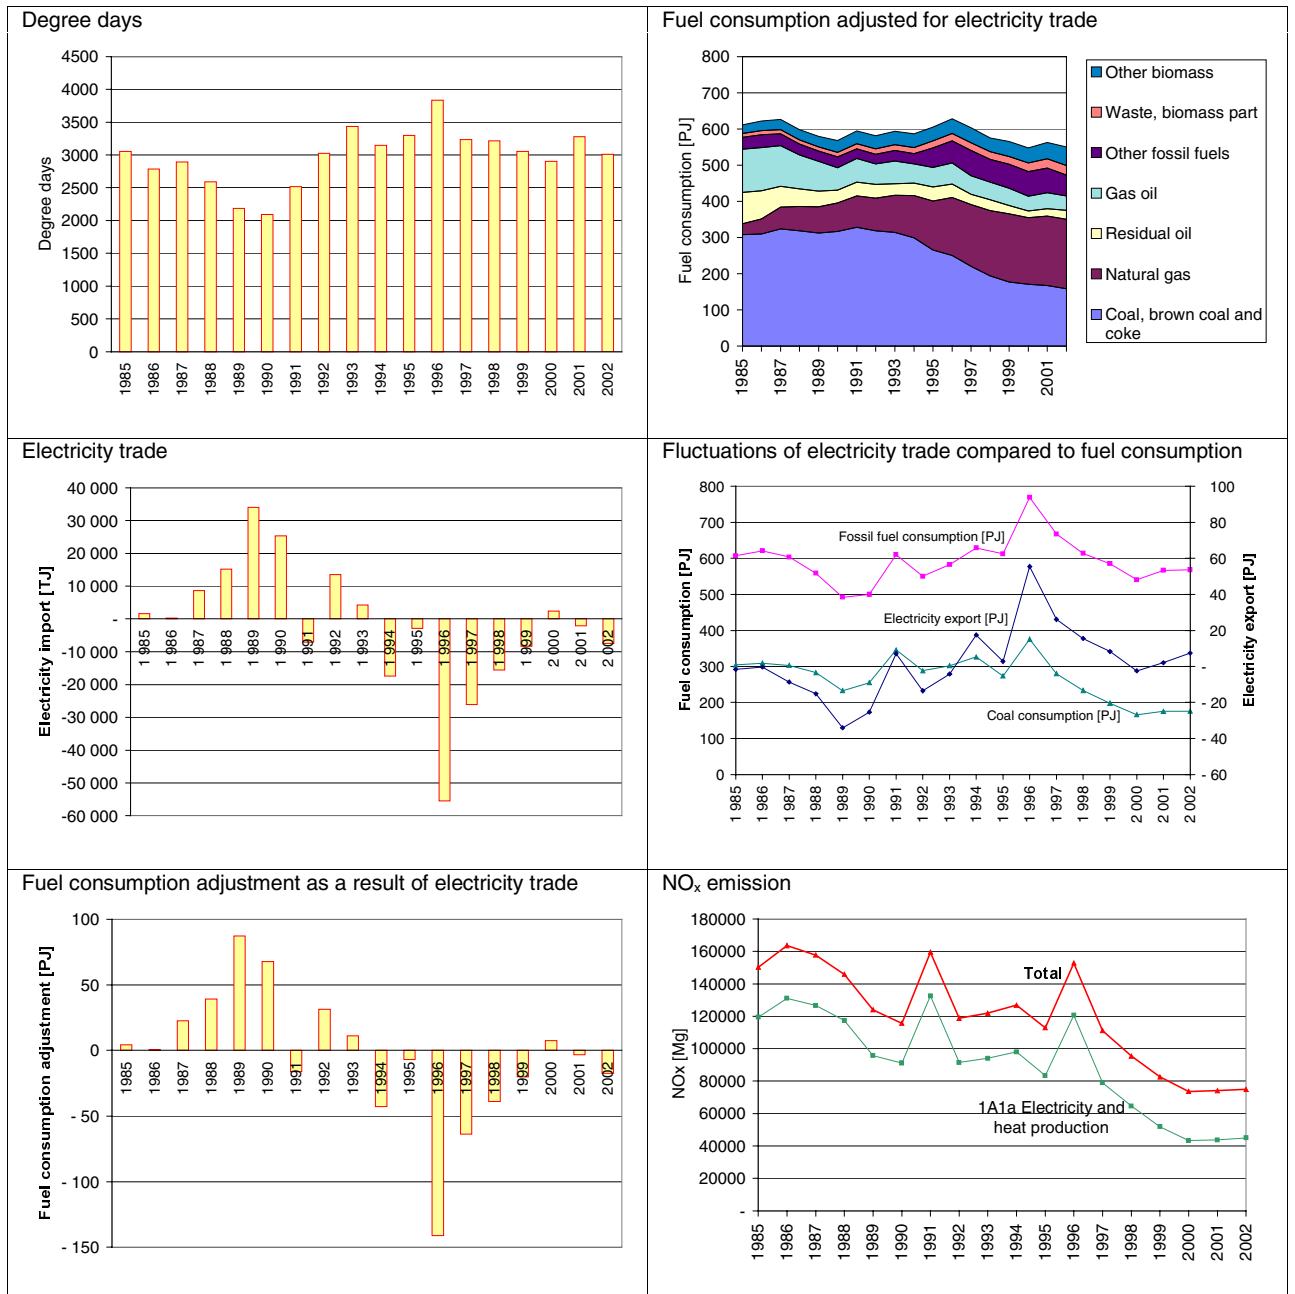 Degree days
4500
4000
3500
3000
2500
2000
1500
1000
500
0
Degree days
1985 1986 1987 1988 1989 1990 1991 1992 1993 1994 1995 1996 1997 1998 1999 2000 2001 2002
Fuel consumption adjusted for electricity trade
800
700
600
500
400
300
200
100
0
Fuel consumption [PJ]
1985 1987 1989 1991 1993 1995 1997 1999 2001
Other biomass
Waste, biomass part
Other fossil fuels
Gas oil
Residual oil
Natural gas
Coal, brown coal and
coke
Electricity trade
40 000
30 000
20 000
10 000
-
-10 000
-20 000
-30 000
-40 000
-50 000
-60 000
Electricity import [TJ]
1 985 1 986 1 987 1 988 1 989 1 990 1 991 1 992 1 993 1 994 1 995 1 996 1 997 1 998 1 999 2 000 2 001 2 002
Fluctuations of electricity trade compared to fuel consumption
800
700
600
500
400
300
200
100
0
Fuel consumption [PJ]
100
80
60
40
20
-
- 20
- 40
- 60
Electricity export [PJ]
Fossil fuel consumption [PJ]
Electricity export [PJ]
Coal consumption [PJ]
1 985 1 986 1 987 1 988 1 989 1 990 1 991 1 992 1 993 1 994 1 995 1 996 1 997 1 998 1 999 2 000 2 001 2 002
Fuel consumption adjustment as a result of electricity trade
100
50
0
- 50
- 100
- 150
Fuel consumption adjustment [PJ]
1985 1986 1987 1988 1989 1990 1991 1992 1993 1994 1995 1996 1997 1998 1999 2000 2001 2002
NOₓ emission
180000
160000
140000
120000
100000
80000
60000
40000
20000
-
NOx [Mg]
Total
1A1a Electricity and
heat production
1985 1986 1987 1988 1989 1990 1991 1992 1993 1994 1995 1996 1997 1998 1999 2000 2001 2002